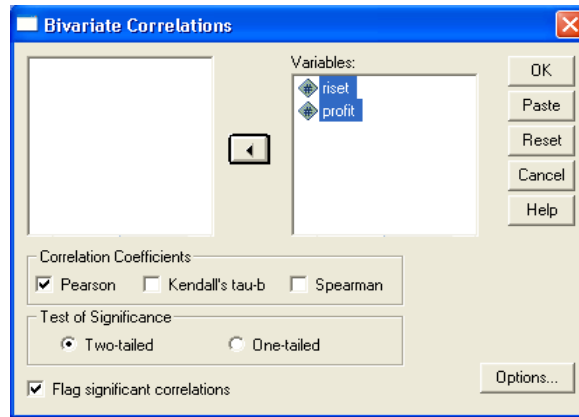 Bivariate Correlations
Variables:
riset
profit
OK
Paste
Reset
Cancel
Help
Correlation Coefficients
Pearson Kendall's tau-b Spearman
Test of Significance
Two-tailed One-tailed
Flag significant correlations
Options...